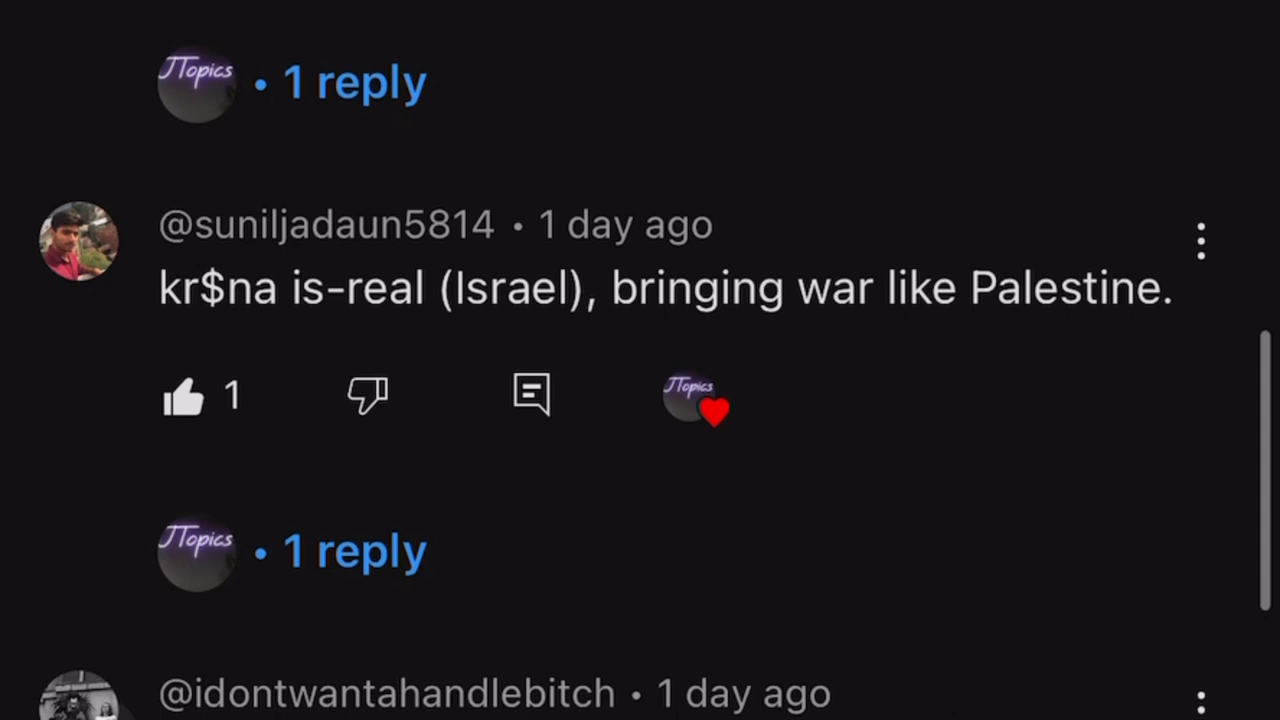 JTopics
• 1 reply
@suniljadaun5814 • 1 day ago
kr$na is-real (Israel), bringing war like Palestine.
1
JTopics
JTopics
• 1 reply
@idontwantahandlebitch • 1 day ago